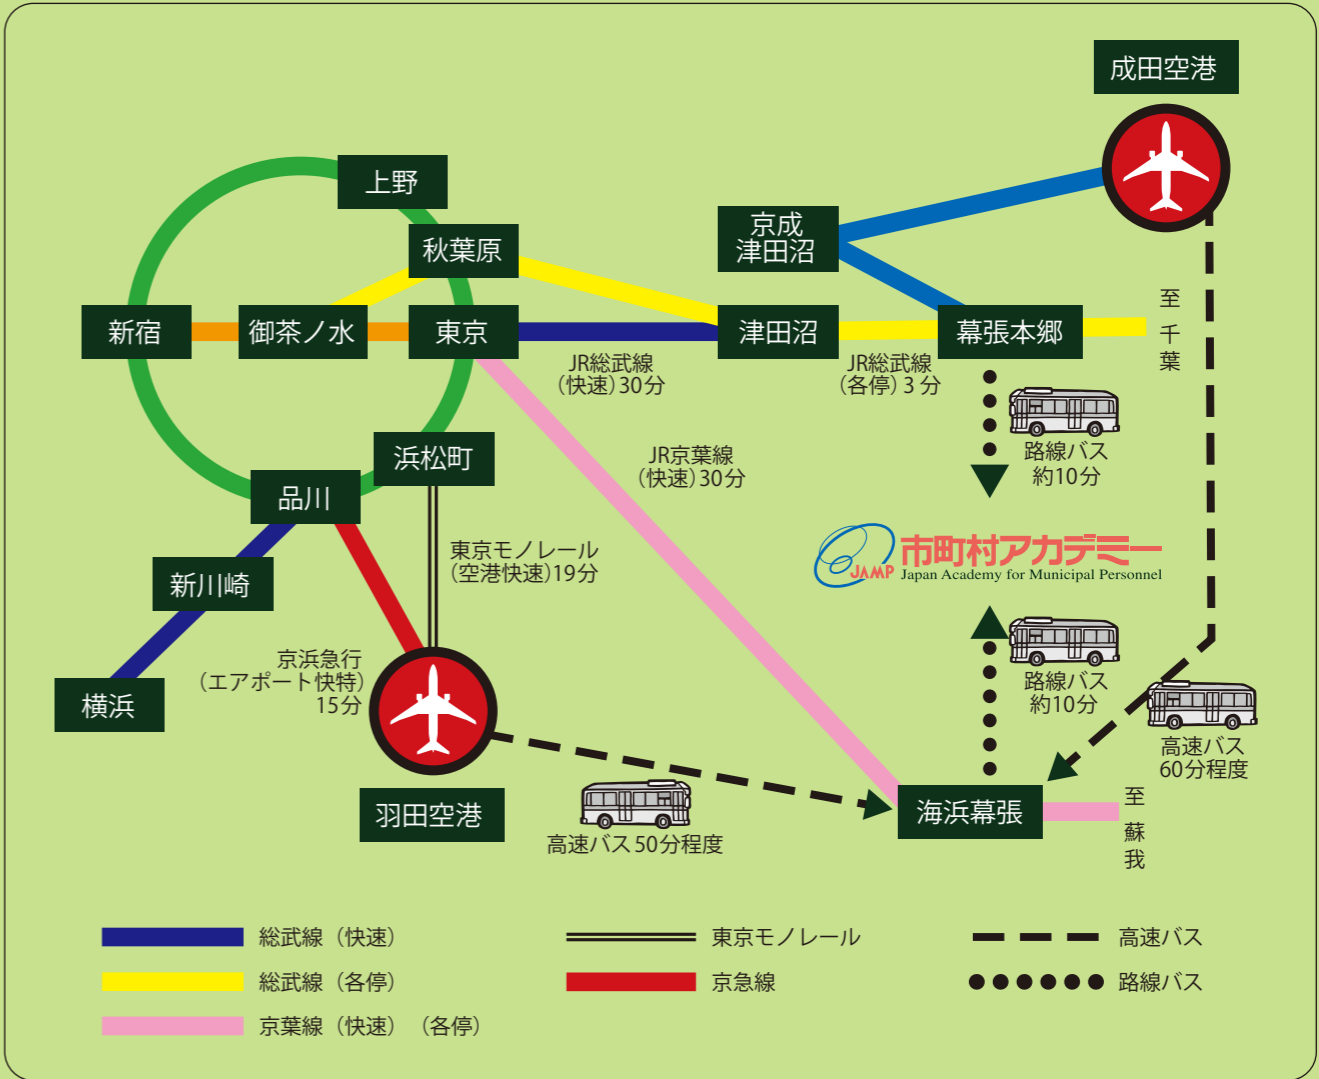 成田空港
上野
京成
津田沼
秋葉原
新宿
御茶ノ水
東京
津田沼
幕張本郷
至千葉
JR総武線
(快速)30分
JR総武線
(各停)3分
路線バス
約10分
浜松町
JR京葉線
(快速)30分
品川
東京モノレール
(空港快速)19分
JAMP
市町村アカデミー
Japan Academy for Municipal Personnel
新川崎
京浜急行
(エアポート快特)
15分
路線バス
約10分
横浜
高速バス
60分程度
羽田空港
高速バス50分程度
海浜幕張
至蘇我
総武線(快速)
東京モノレール
高速バス
総武線(各停)
京急線
路線バス
京葉線(快速)(各停)